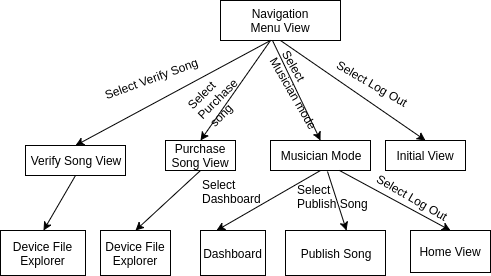 Navigation
Menu View
Select Verify Song
Select
Purchase
song
Select
Musician mode
Select Log Out
Verify Song View
Purchase
Song View
Musician Mode
Initial View
Select
Dashboard
Select
Publish Song
Select Log Out
Device File
Explorer
Device File
Explorer
Dashboard
Publish Song
Home View